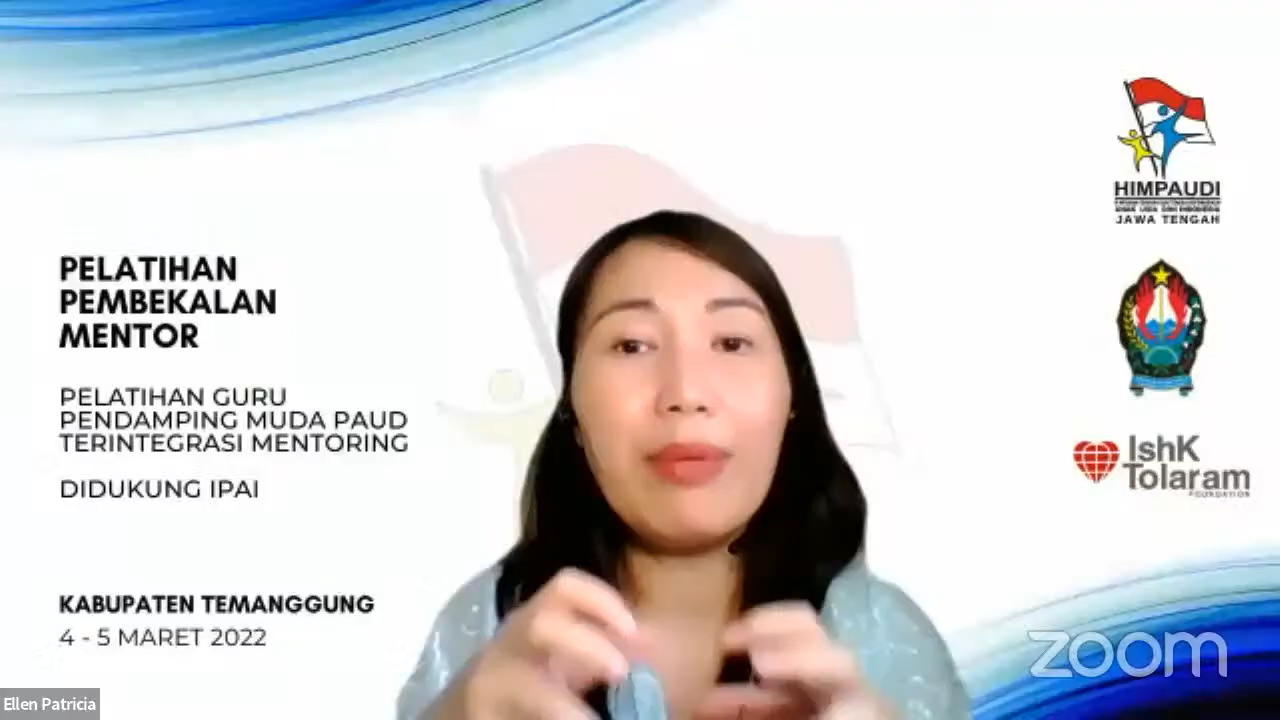 PELATIHAN
PEMBEKALAN
MENTOR
PELATIHAN GURU
PENDAMPING MUDA PAUD
TERINTEGRASI MENTORING
DIDUKUNG IPAI
KABUPATEN TEMANGGUNG
4 - 5 MARET 2022
HIMPAUDI
JAWA TENGAH
IshK
Tolaram
FOUNDATION
zoom
Ellen Patricia